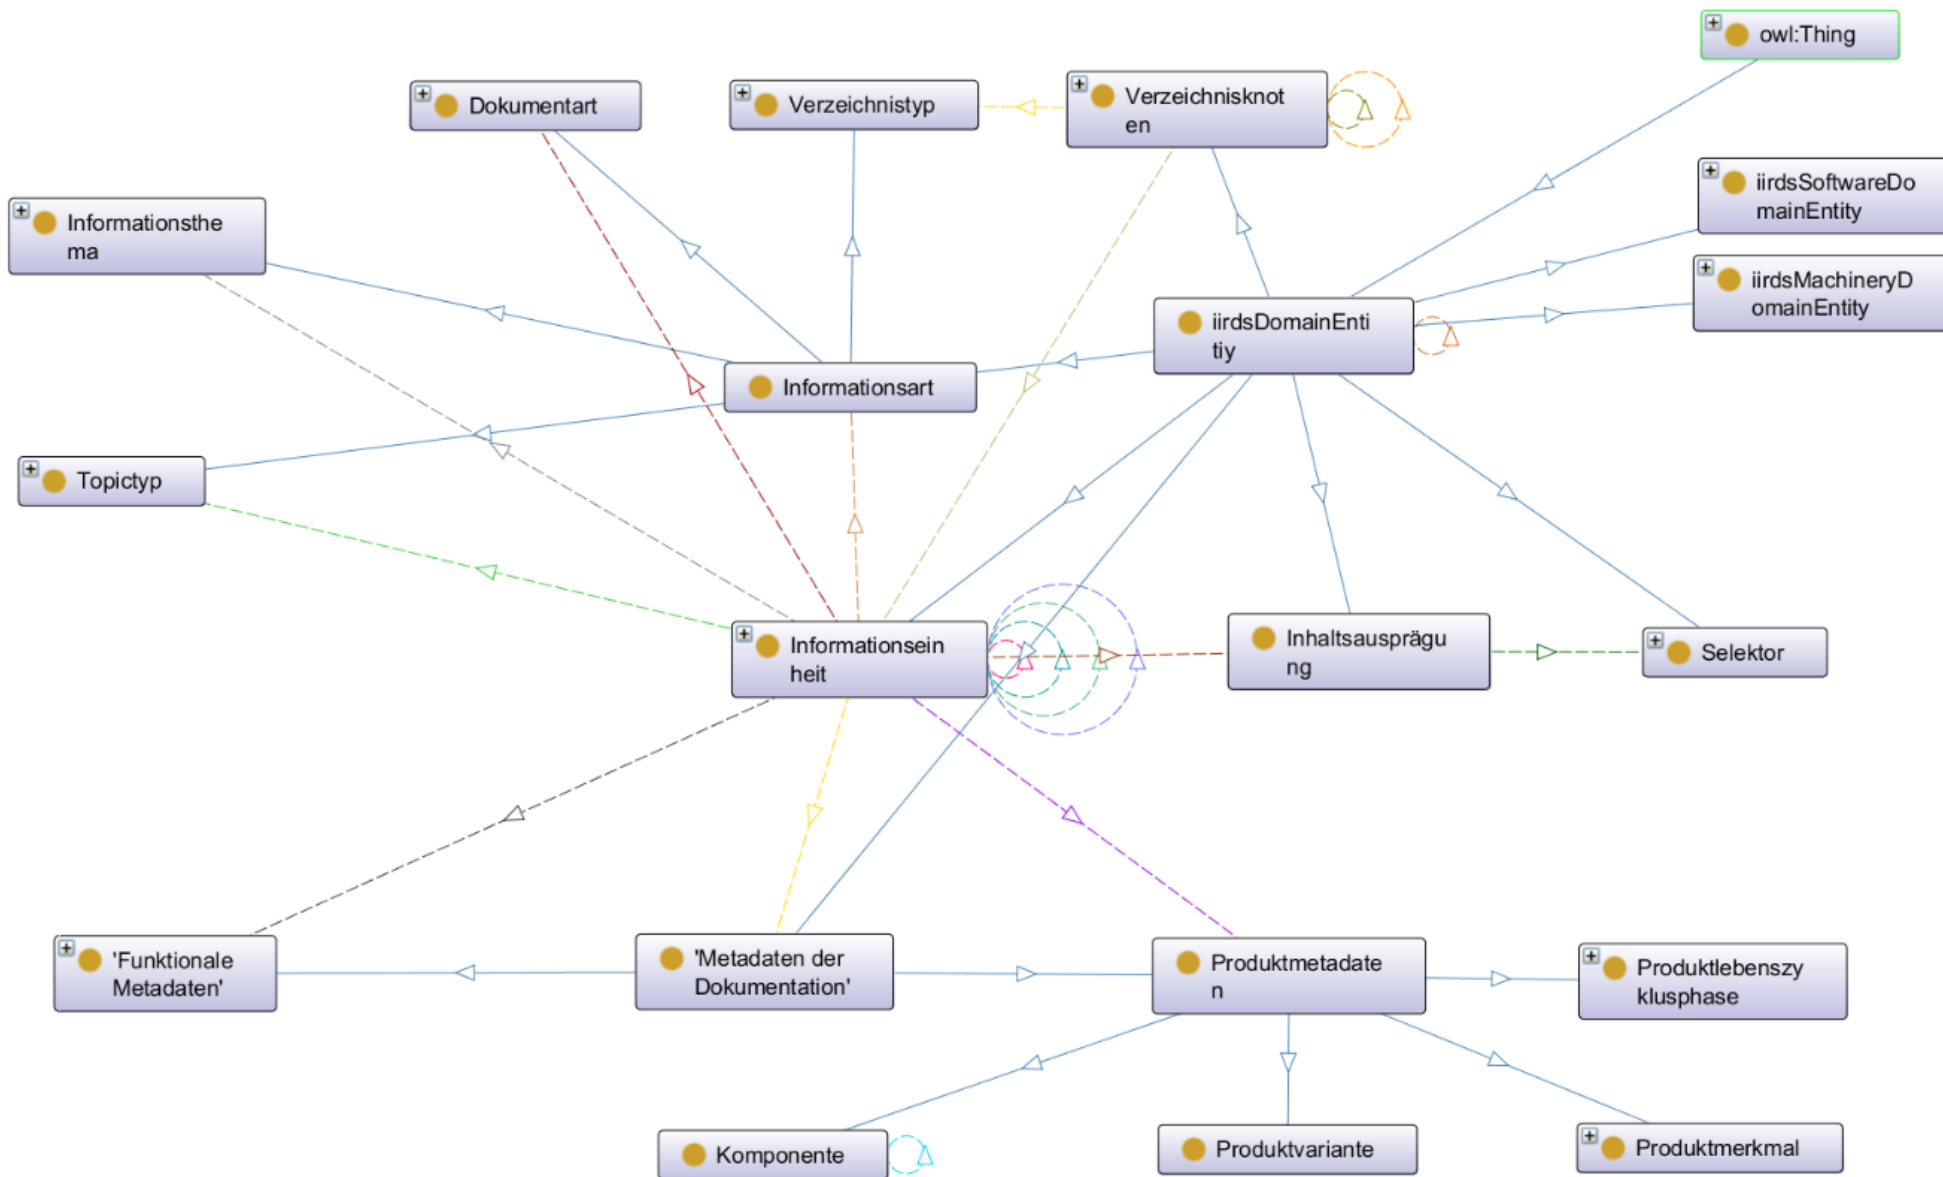 owl:Thing
Dokumentart
Verzeichnistyp
Verzeichnisknot
en
iirdsSoftwareDo
mainEntity
Informationsthe
ma
iirdsMachineryD
omainEntity
iirdsDomainEnti
tiy
Informationsart
Topictyp
Informationsein
heit
Inhaltsausprägu
ng
Selektor
'Funktionale
Metadaten'
'Metadaten der
Dokumentation'
Produktmetadate
n
Produktlebenszy
klusphase
Komponente
Produktvariante
Produktmerkmal